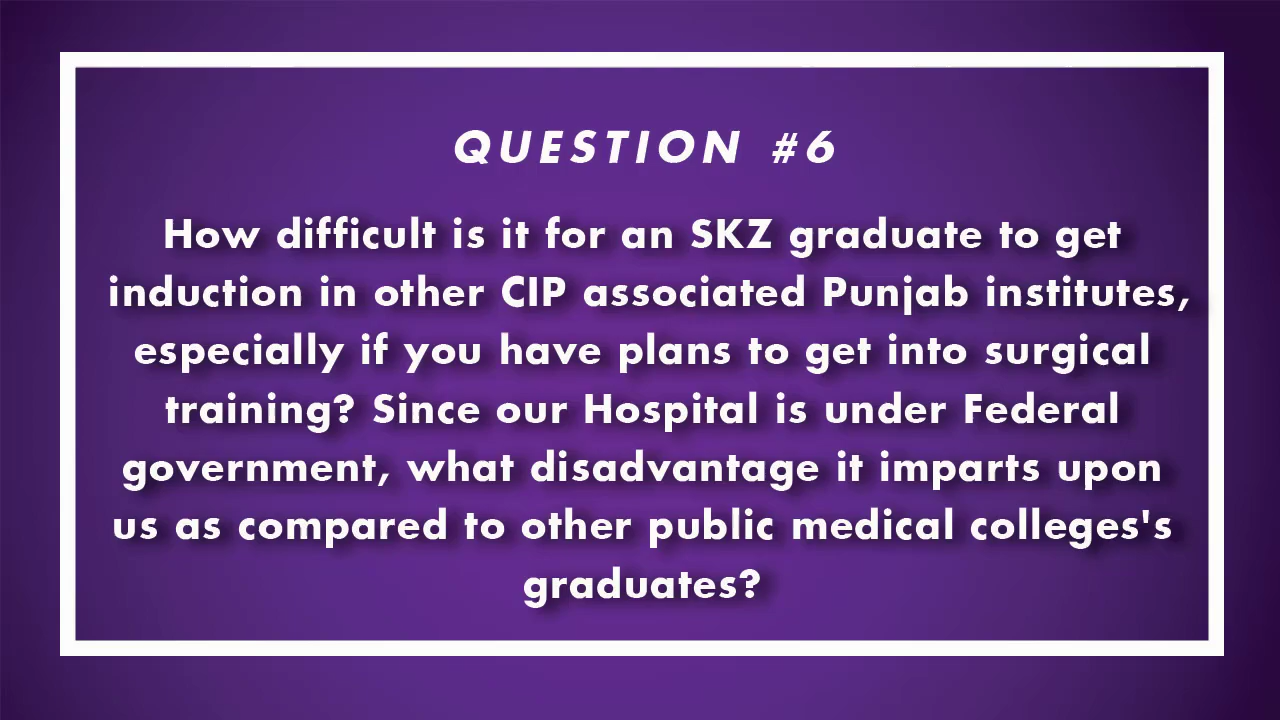 QUESTION #6
How difficult is it for an SKZ graduate to get
induction in other CIP associated Punjab institutes,
especially if you have plans to get into surgical
training? Since our Hospital is under Federal
government, what disadvantage it imparts upon
us as compared to other public medical colleges's
graduates?